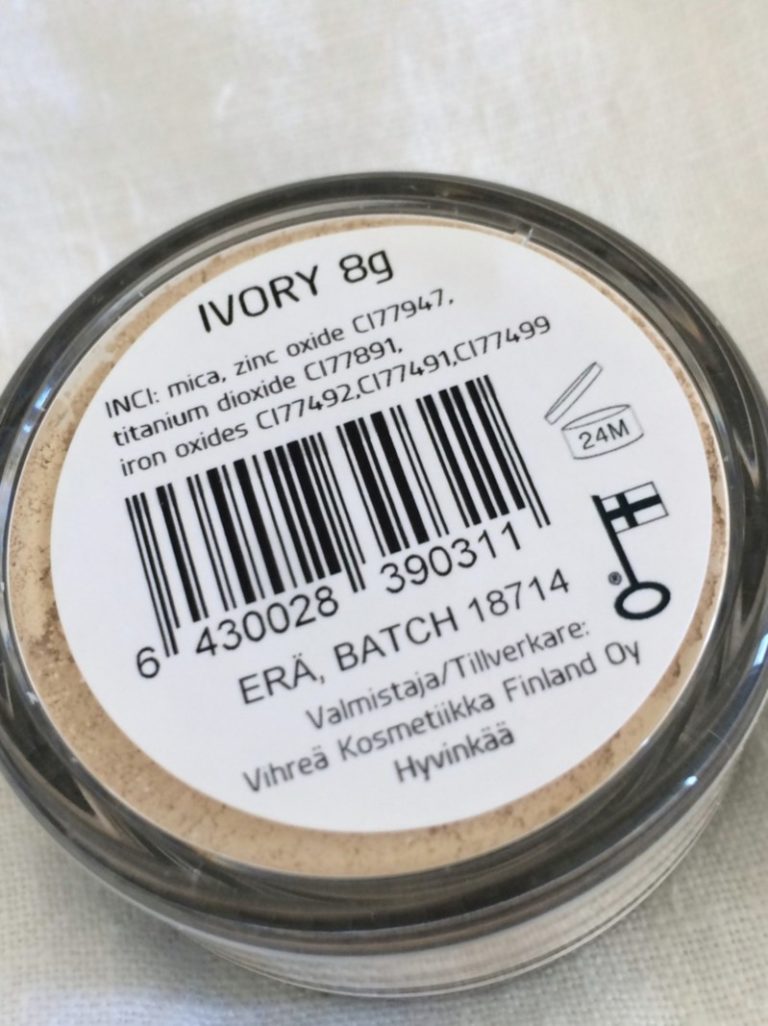 IVORY 8g
INCI: mica, zinc oxide CI77947,
titanium dioxide CI77891,
iron oxides CI77492,CI77491,CI77499
24M
6 430028 390311
®
ERÄ, BATCH 18714
Valmistaja/Tillverkare:
Vihreä Kosmetiikka Finland Oy
Hyvinkää